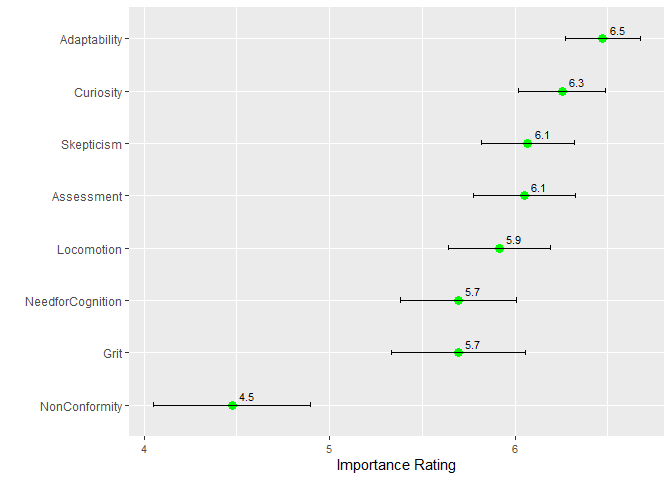 Adaptability
6.5
Curiosity
6.3
Skepticism
6.1
Assessment
6.1
Locomotion
5.9
NeedforCognition
5.7
Grit
5.7
NonConformity
4.5
4
5
6
Importance Rating